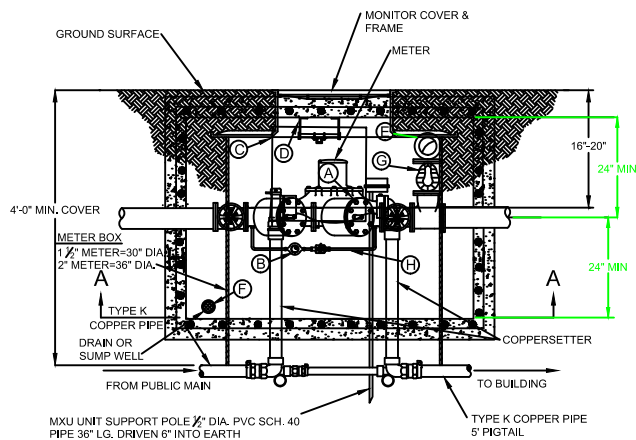 MONITOR COVER &
FRAME
GROUND SURFACE
METER
C
D
E
16"-20"
G
A
24" MIN
4'-0" MIN. COVER
METER BOX
1 ½" METER=30" DIA.
2" METER=36" DIA.
B
H
24" MIN
A
F
A
TYPE K
COPPER PIPE
DRAIN OR
SUMP WELL
COPPERSETTER
FROM PUBLIC MAIN
TO BUILDING
MXU UNIT SUPPORT POLE ½" DIA. PVC SCH. 40
PIPE 36" LG. DRIVEN 6" INTO EARTH
TYPE K COPPER PIPE
5' PIGTAIL